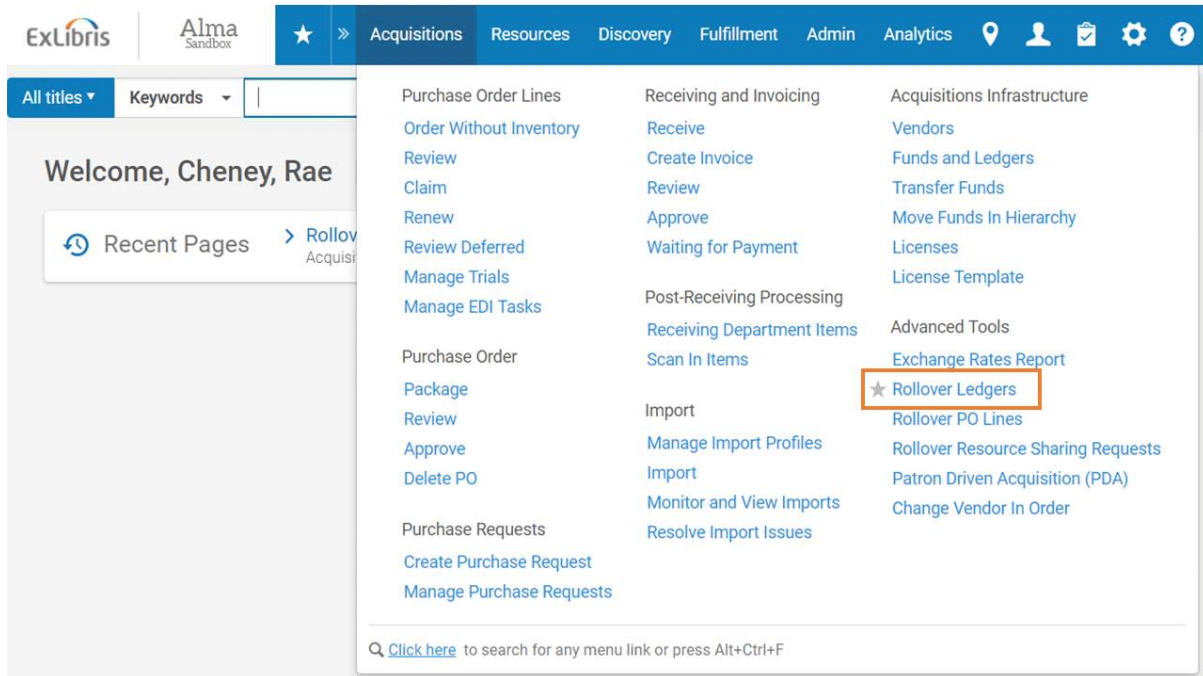 ExLibris
Alma
Sandbox
Acquisitions Resources Discovery Fulfillment Admin Analytics
All titles Keywords
Welcome, Cheney, Rae
Recent Pages
Rollov
Acquisi
Purchase Order Lines
Order Without Inventory
Review
Claim
Renew
Review Deferred
Manage Trials
Manage EDI Tasks
Purchase Order
Package
Review
Approve
Delete PO
Purchase Requests
Create Purchase Request
Manage Purchase Requests
Receiving and Invoicing
Receive
Create Invoice
Review
Approve
Waiting for Payment
Post-Receiving Processing
Receiving Department Items
Scan In Items
Import
Manage Import Profiles
Import
Monitor and View Imports
Resolve Import Issues
Acquisitions Infrastructure
Vendors
Funds and Ledgers
Transfer Funds
Move Funds In Hierarchy
Licenses
License Template
Advanced Tools
Exchange Rates Report
Rollover Ledgers
Rollover PO Lines
Rollover Resource Sharing Requests
Patron Driven Acquisition (PDA)
Change Vendor In Order
Click here to search for any menu link or press Alt+Ctrl+F